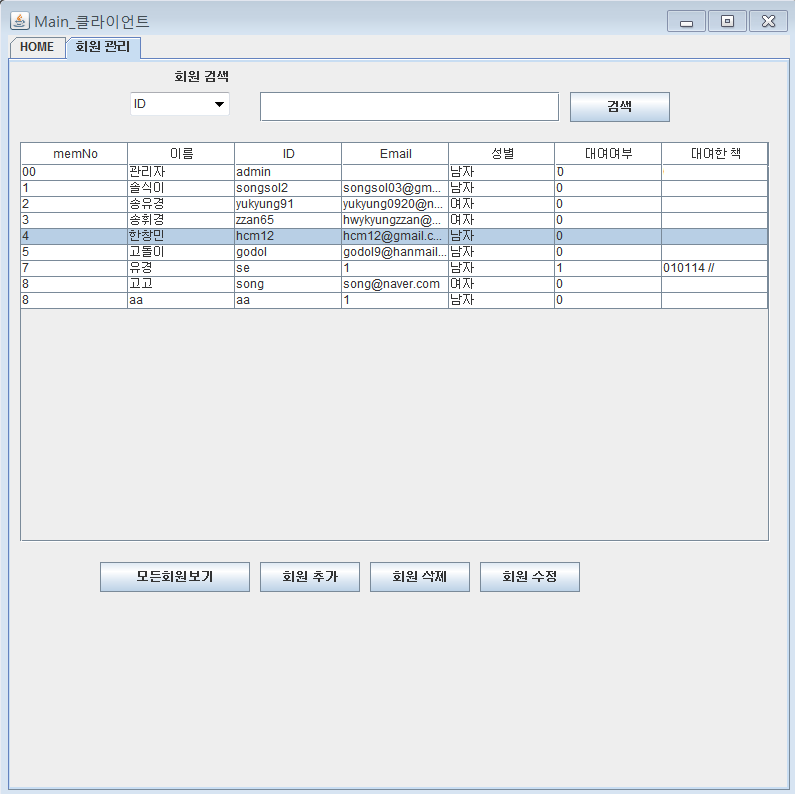 Main_클라이언트
HOME 회원 관리
회원 검색
ID 검색
memNo 이름 ID Email 성별 대여여부 대여한 책
00 관리자 admin 남자 0
1 솔식이 songsol2 songsol03@gm... 남자 0
2 송유경 yukyung91 yukyung0920@n... 여자 0
3 송휘경 zzan65 hwykyungzzan@... 여자 0
4 한창민 hcm12 hcm12@gmail.c... 남자 0
5 고돌이 godol godol9@hanmail... 남자 0
7 유경 se 1 남자 1 010114 //
8 고고 song song@naver.com 여자 0
8 aa aa 1 남자 0
모든회원보기 회원 추가 회원 삭제 회원 수정